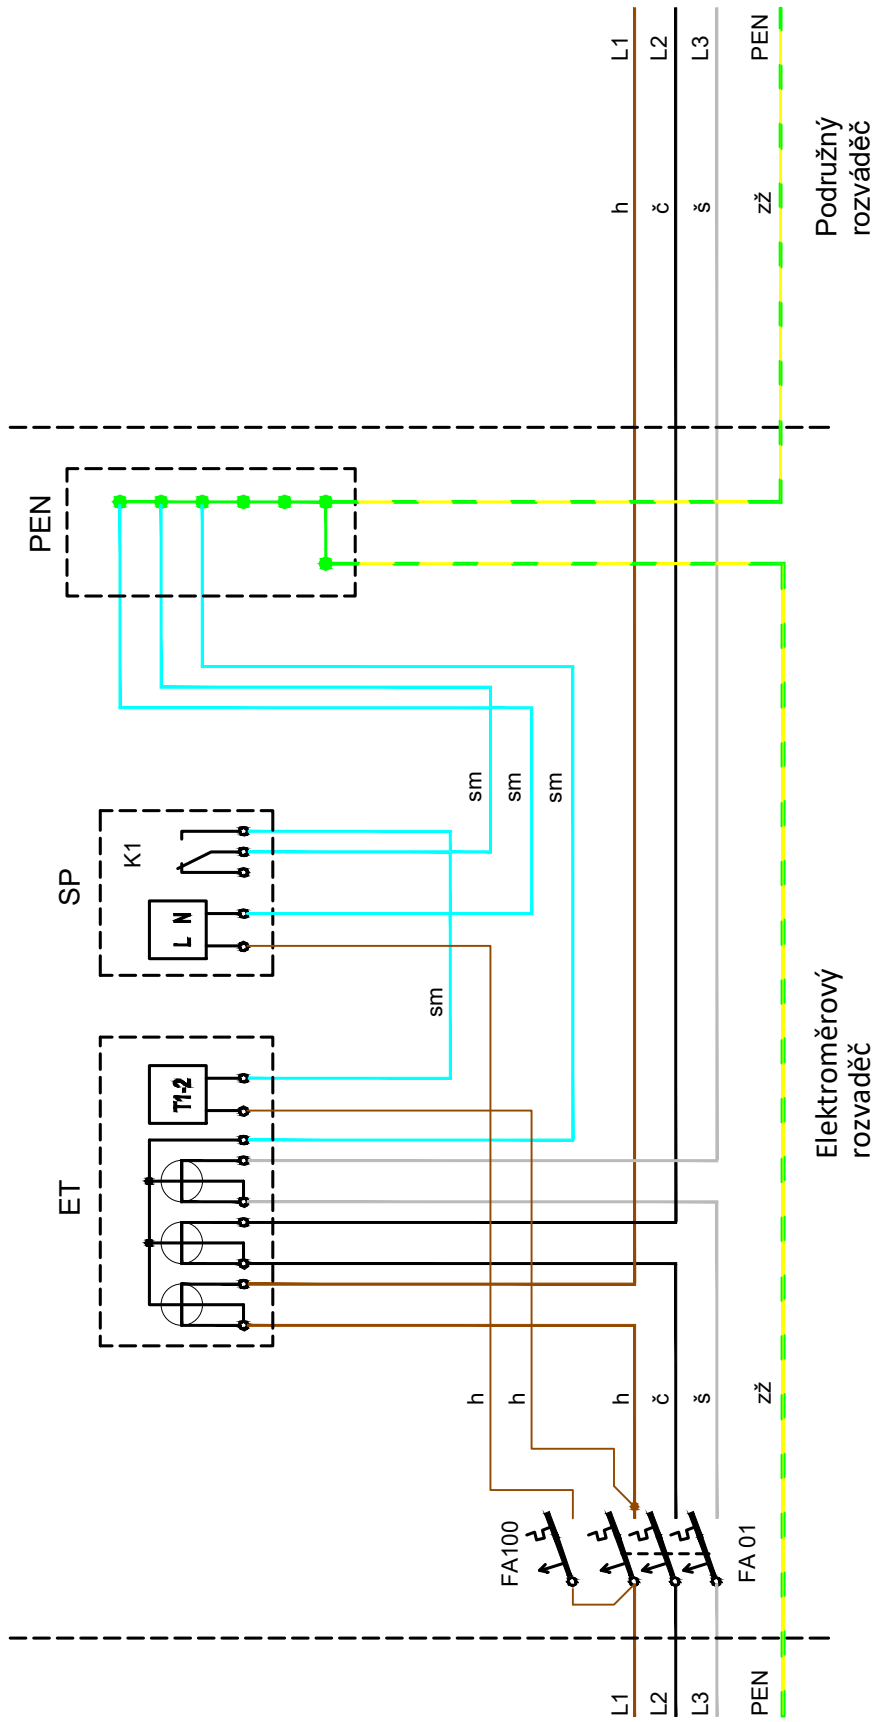 L1
L2
L3
PEN
h
č
š
zž
Podružný
rozváděč
PEN
sm
sm
sm
SP
K1
L N
sm
ET
T1-2
Elektroměrový
rozvaděč
h
h
h
č
š
zž
FA100
FA 01
L1
L2
L3
PEN